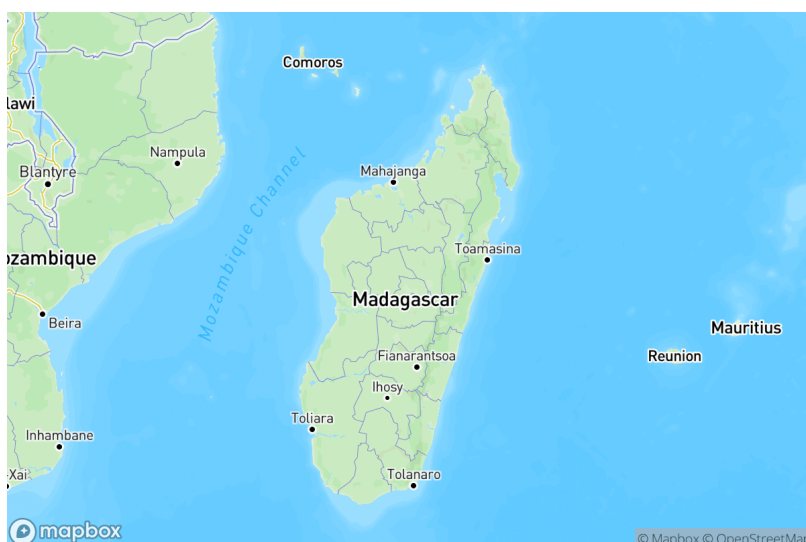 Comoros
lawi
Nampula
Blantyre
Mahajanga
Mozambique Channel
Toamasina
ozambique
Madagascar
Beira
Mauritius
Reunion
Fianarantsoa
Ihosy
Toliara
Inhambane
-Xai
Tolanaro
mapbox
© Mapbox © OpenStreetMap